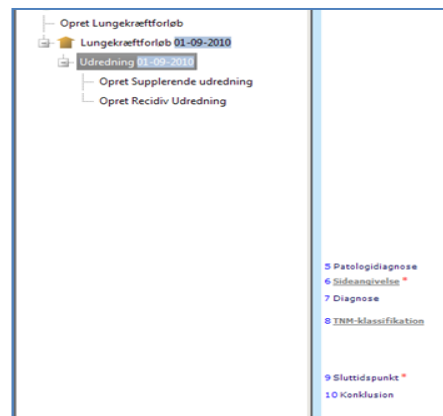 Opret Lungekræftforløb
Lungekræftforløb 01-09-2010
Udredning 01-09-2010
Opret Supplerende udredning
Opret Recidiv Udredning
5 Patologidiagnose
6 Sideangivelse *
7 Diagnose
8 TNM-klassifikation
9 Sluttidspunkt *
10 Konklusion